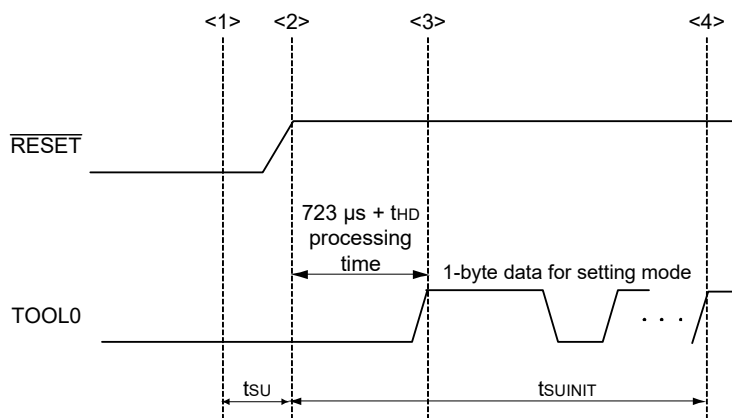 <1> <2> <3> <4>
RESET
723 µs + tHD
processing
time
1-byte data for setting mode
TOOL0
. . .
tSU
tSUINIT